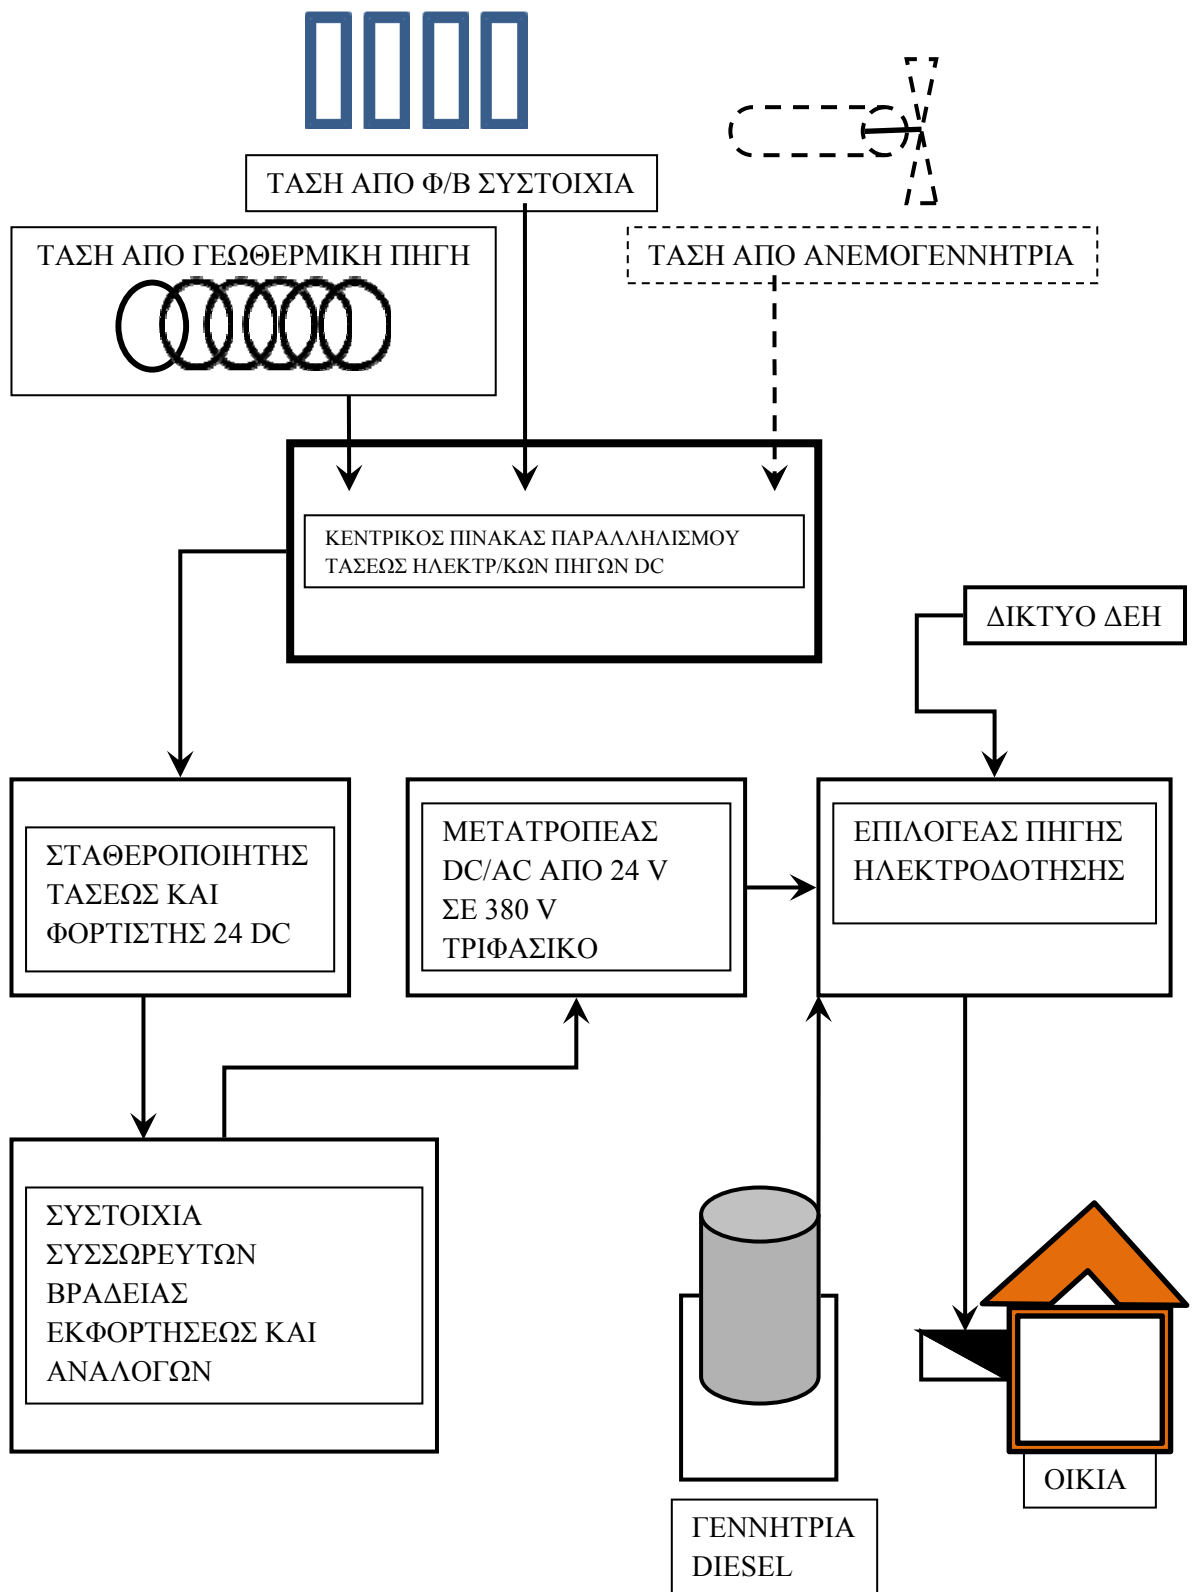 ΤΑΣΗ ΑΠΟ Φ/Β ΣΥΣΤΟΙΧΙΑ
ΤΑΣΗ ΑΠΟ ΓΕΩΘΕΡΜΙΚΗ ΠΗΓΗ
ΤΑΣΗ ΑΠΟ ΑΝΕΜΟΓΕΝΝΗΤΡΙΑ
ΚΕΝΤΡΙΚΟΣ ΠΙΝΑΚΑΣ ΠΑΡΑΛΛΗΛΙΣΜΟΥ
ΤΑΣΕΩΣ ΗΛΕΚΤΡ/ΚΩΝ ΠΗΓΩΝ DC
ΔΙΚΤΥΟ ΔΕΗ
ΣΤΑΘΕΡΟΠΟΙΗΤΗΣ
ΤΑΣΕΩΣ ΚΑΙ
ΦΟΡΤΙΣΤΗΣ 24 DC
ΜΕΤΑΤΡΟΠΕΑΣ
DC/AC ΑΠΟ 24 V
ΣΕ 380 V
ΤΡΙΦΑΣΙΚΟ
ΕΠΙΛΟΓΕΑΣ ΠΗΓΗΣ
ΗΛΕΚΤΡΟΔΟΤΗΣΗΣ
ΣΥΣΤΟΙΧΙΑ
ΣΥΣΣΩΡΕΥΤΩΝ
ΒΡΑΔΕΙΑΣ
ΕΚΦΟΡΤΗΣΕΩΣ ΚΑΙ
ΑΝΑΛΟΓΩΝ
ΟΙΚΙΑ
ΓΕΝΝΗΤΡΙΑ
DIESEL